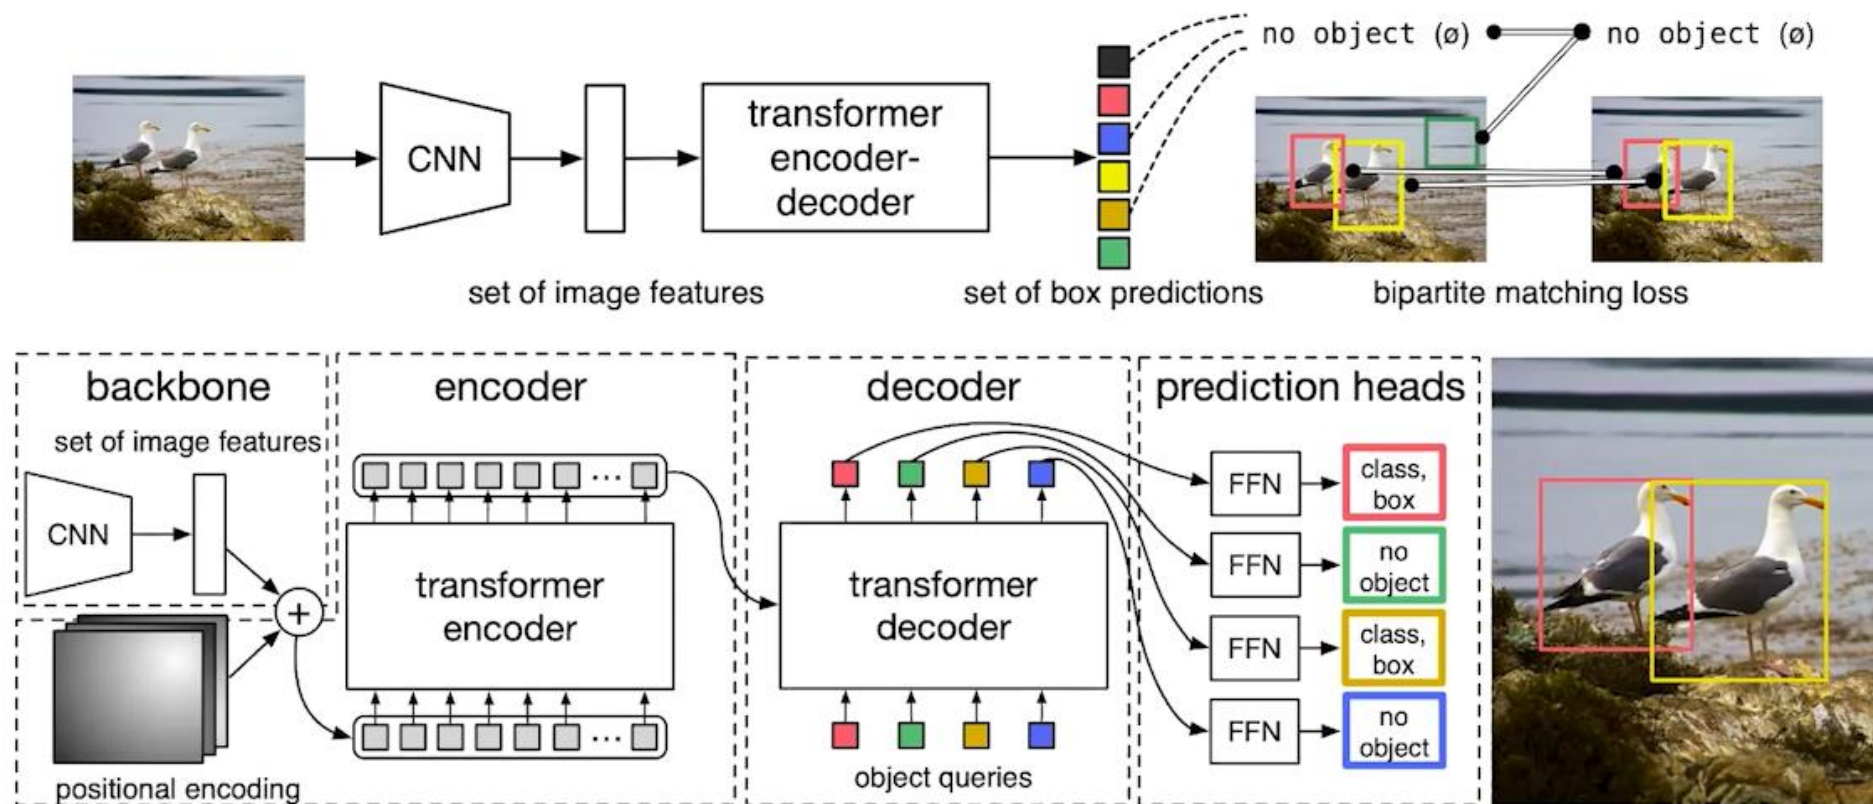 no object (ø)
no object (ø)
CNN
transformer
encoder-
decoder
set of image features
set of box predictions
bipartite matching loss
backbone
set of image features
CNN
+
positional encoding
encoder
...
transformer
encoder
...
decoder
transformer
decoder
object queries
prediction heads
FFN
class,
box
FFN
no
object
FFN
class,
box
FFN
no
object